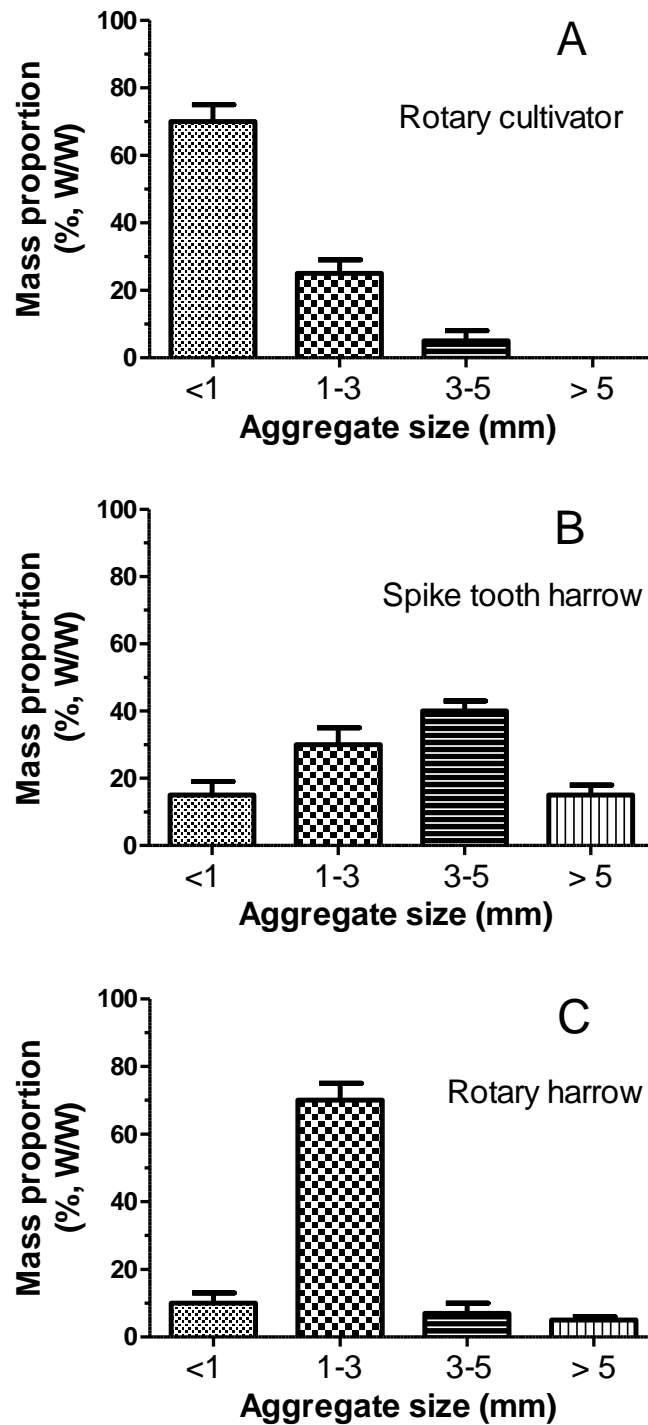 A
Rotary cultivator
Mass proportion
(%, W/W)
100
80
60
40
20
0
<1 1-3 3-5 > 5
Aggregate size (mm)
B
Spike tooth harrow
Mass proportion
(%, W/W)
100
80
60
40
20
0
<1 1-3 3-5 > 5
Aggregate size (mm)
C
Rotary harrow
Mass proportion
(%, W/W)
100
80
60
40
20
0
<1 1-3 3-5 > 5
Aggregate size (mm)